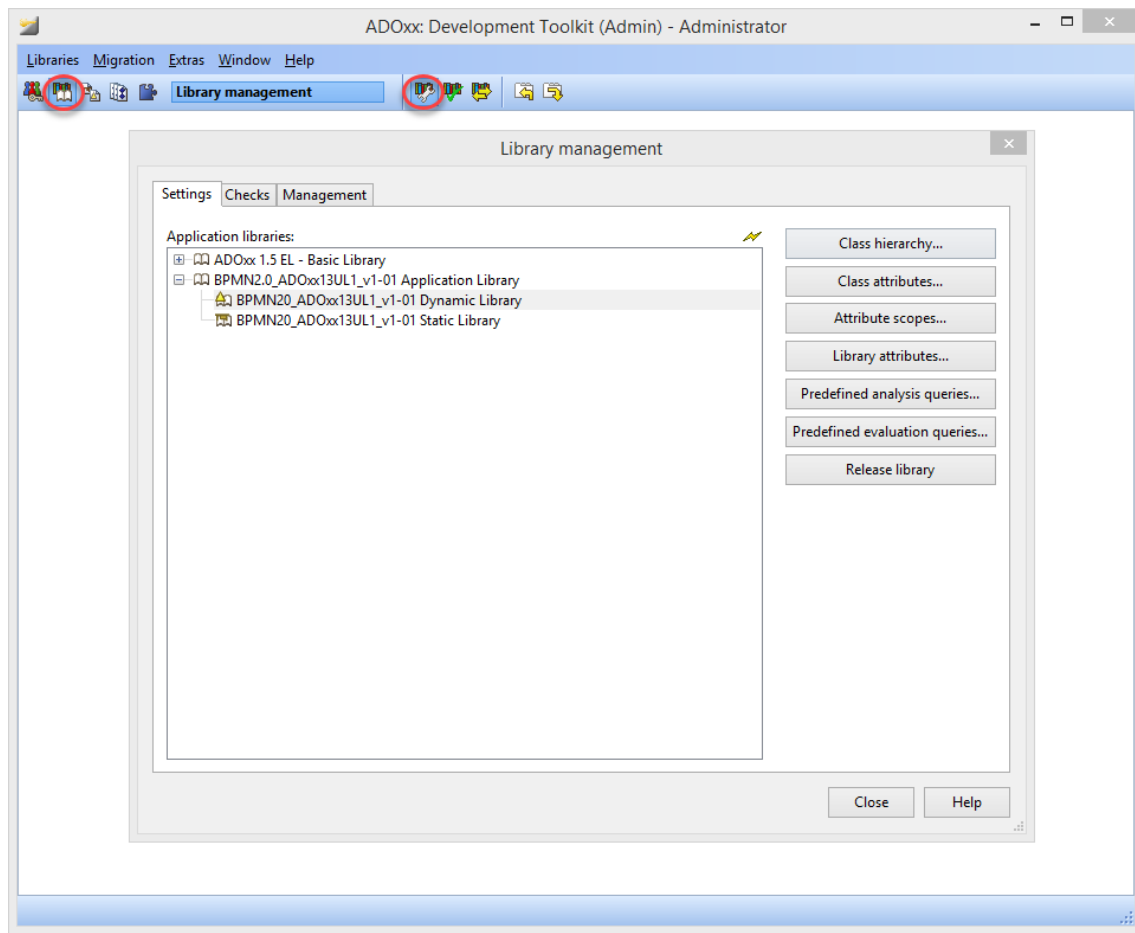 ADOxx: Development Toolkit (Admin) - Administrator
Libraries Migration Extras Window Help
Library management
Library management
Settings Checks Management
Application libraries:
ADOxx 1.5 EL - Basic Library
BPMN2.0_ADOxx13UL1_v1-01 Application Library
BPMN20_ADOxx13UL1_v1-01 Dynamic Library
BPMN20_ADOxx13UL1_v1-01 Static Library
Class hierarchy...
Class attributes...
Attribute scopes...
Library attributes...
Predefined analysis queries...
Predefined evaluation queries...
Release library
Close Help